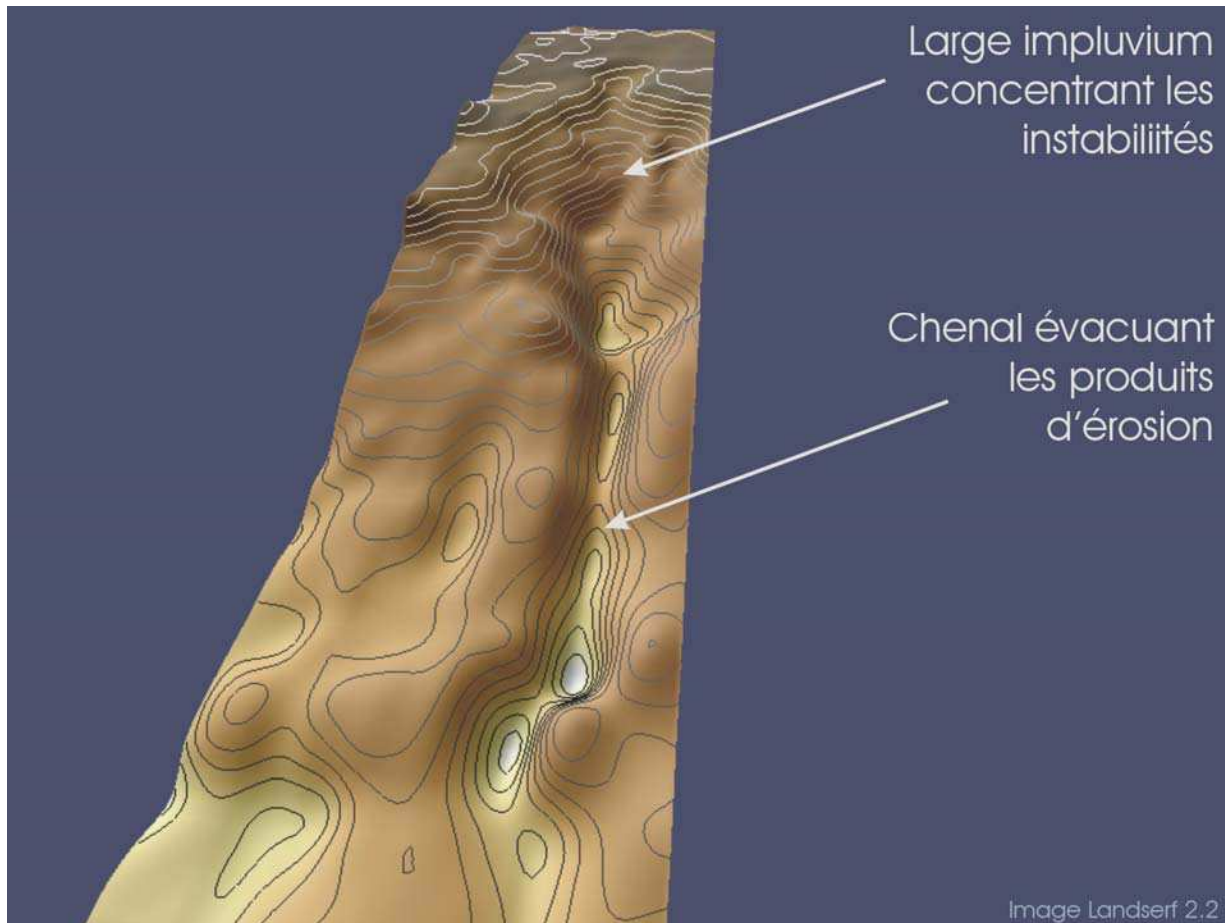 Large impluvium
concentrant les
instabiliités
Chenal évacuant
les produits
d'érosion
Image Landserf 2.2